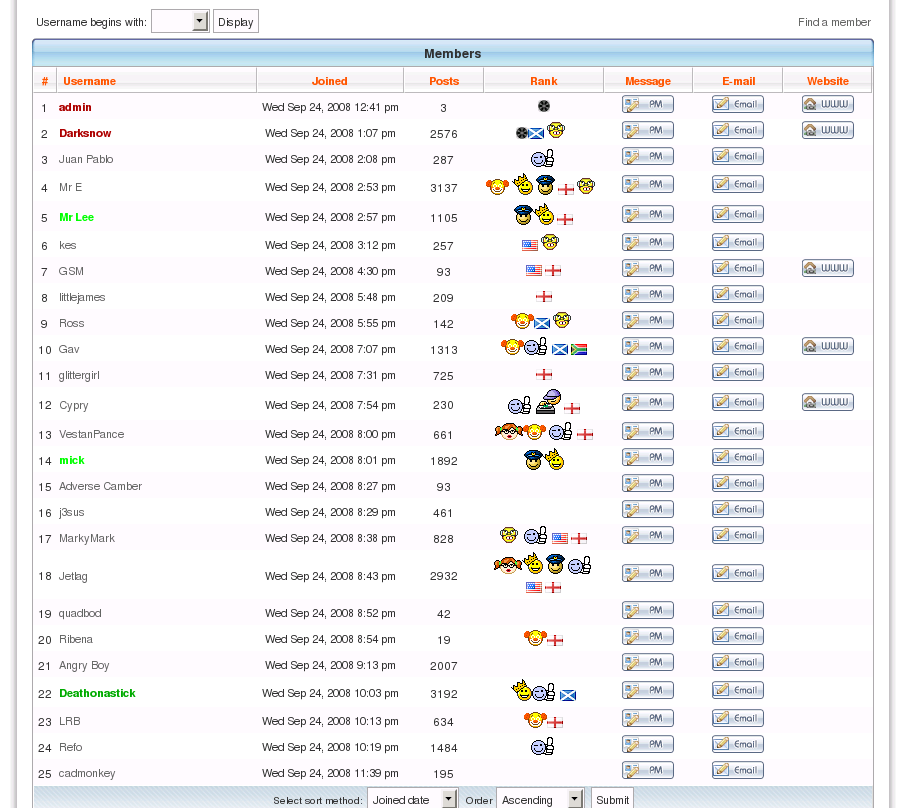 Username begins with: Display Find a member
Members
# Username Joined Posts Rank Message E-mail Website
1 admin Wed Sep 24, 2008 12:41 pm 3 PM Email WWW
2 Darksnow Wed Sep 24, 2008 1:07 pm 2576 PM Email WWW
3 Juan Pablo Wed Sep 24, 2008 2:08 pm 287 PM Email
4 Mr E Wed Sep 24, 2008 2:53 pm 3137 PM Email
5 Mr Lee Wed Sep 24, 2008 2:57 pm 1105 PM Email
6 kes Wed Sep 24, 2008 3:12 pm 257 PM Email
7 GSM Wed Sep 24, 2008 4:30 pm 93 PM Email WWW
8 littlejames Wed Sep 24, 2008 5:48 pm 209 PM Email
9 Ross Wed Sep 24, 2008 5:55 pm 142 PM Email
10 Gav Wed Sep 24, 2008 7:07 pm 1313 PM Email WWW
11 glittergirl Wed Sep 24, 2008 7:31 pm 725 PM Email
12 Cypry Wed Sep 24, 2008 7:54 pm 230 PM Email WWW
13 VestanPance Wed Sep 24, 2008 8:00 pm 661 PM Email
14 mick Wed Sep 24, 2008 8:01 pm 1892 PM Email
15 Adverse Camber Wed Sep 24, 2008 8:27 pm 93 PM Email
16 j3sus Wed Sep 24, 2008 8:29 pm 461 PM Email
17 MarkyMark Wed Sep 24, 2008 8:38 pm 828 PM Email
18 Jetlag Wed Sep 24, 2008 8:43 pm 2932 PM Email
19 quadbod Wed Sep 24, 2008 8:52 pm 42 PM Email
20 Ribena Wed Sep 24, 2008 8:54 pm 19 PM Email
21 Angry Boy Wed Sep 24, 2008 9:13 pm 2007 PM Email
22 Deathonastick Wed Sep 24, 2008 10:03 pm 3192 PM Email
23 LRB Wed Sep 24, 2008 10:13 pm 634 PM Email
24 Refo Wed Sep 24, 2008 10:19 pm 1484 PM Email
25 cadmonkey Wed Sep 24, 2008 11:39 pm 195 PM Email
Select sort method: Joined date Order Ascending Submit